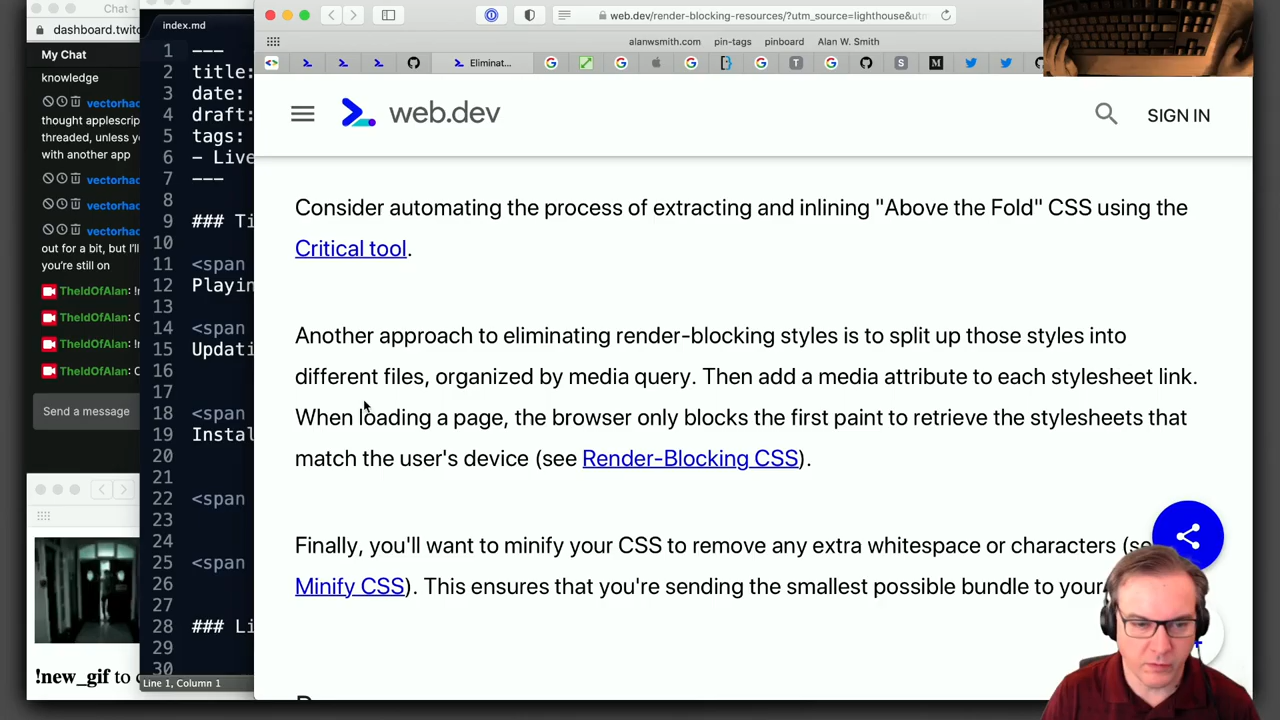 Chat -
dashboard.twitc
My Chat
knowledge
vectorhac
thought applescrip
threaded, unless yo
with another app
vectorhac
vectorhac
vectorhac
out for a bit, but I'll
you're still on
TheIdOfAlan: !n
TheIdOfAlan: C
TheIdOfAlan: !n
TheIdOfAlan: C
Send a message
!new_gif to c
index.md
1 ---
2 title:
3 date:
4 draft:
5 tags:
6 - Live
7 ---
8
9 ### Ti
10
11 <span
12 Playin
13
14 <span
15 Updati
16
17
18 <span
19 Instal
20
21
22 <span
23
24
25 <span
26
27
28 ### Li
29
30
Line 1, Column 1
web.dev/render-blocking-resources/?utm_source=lighthouse&utm
alanwsmith.com pin-tags pinboard Alan W. Smith
Eliminat...
web.dev
SIGN IN
Consider automating the process of extracting and inlining "Above the Fold" CSS using the
Critical tool.
Another approach to eliminating render-blocking styles is to split up those styles into
different files, organized by media query. Then add a media attribute to each stylesheet link.
When loading a page, the browser only blocks the first paint to retrieve the stylesheets that
match the user's device (see Render-Blocking CSS).
Finally, you'll want to minify your CSS to remove any extra whitespace or characters (se
Minify CSS). This ensures that you're sending the smallest possible bundle to your